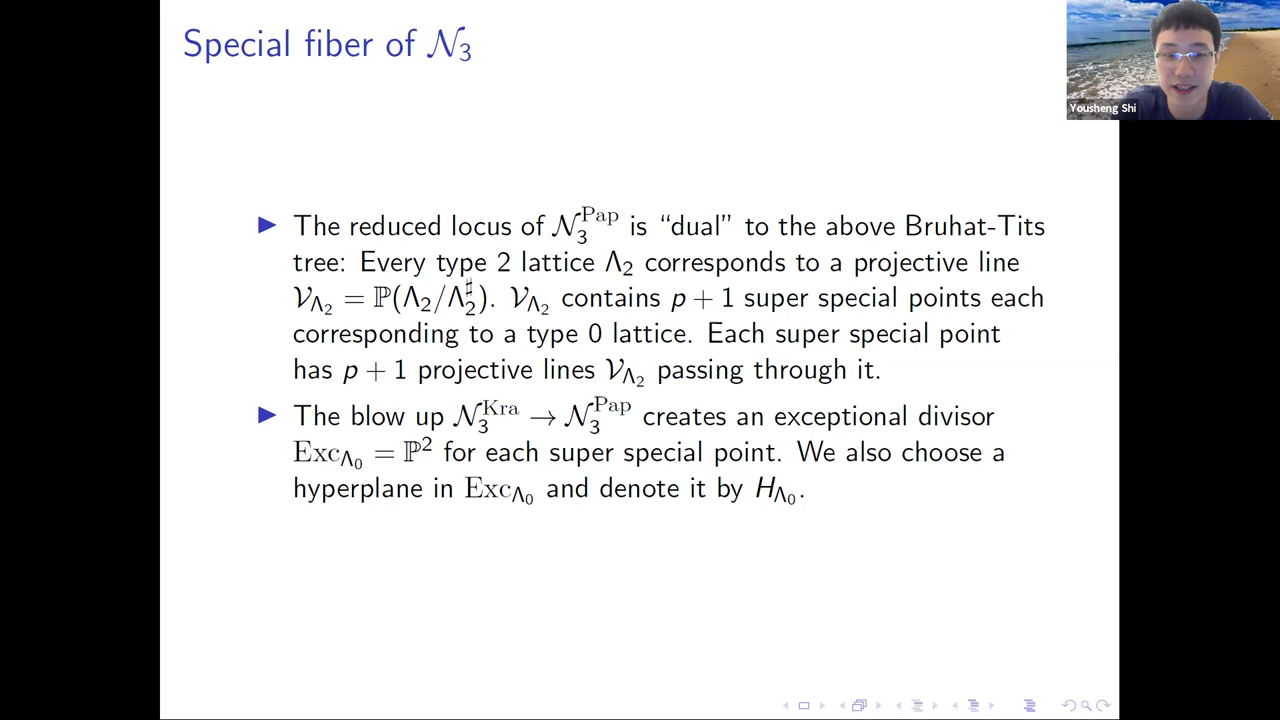 Special fiber of 𝒩₃
Yousheng Shi
▶ The reduced locus of 𝒩₃^Pap is “dual” to the above Bruhat-Tits
tree: Every type 2 lattice Λ₂ corresponds to a projective line
𝒱_Λ₂ = ℙ(Λ₂/Λ₂^♯). 𝒱_Λ₂ contains p + 1 super special points each
corresponding to a type 0 lattice. Each super special point
has p + 1 projective lines 𝒱_Λ₂ passing through it.
▶ The blow up 𝒩₃^Kra → 𝒩₃^Pap creates an exceptional divisor
Exc_Λ₀ = ℙ² for each super special point. We also choose a
hyperplane in Exc_Λ₀ and denote it by H_Λ₀.